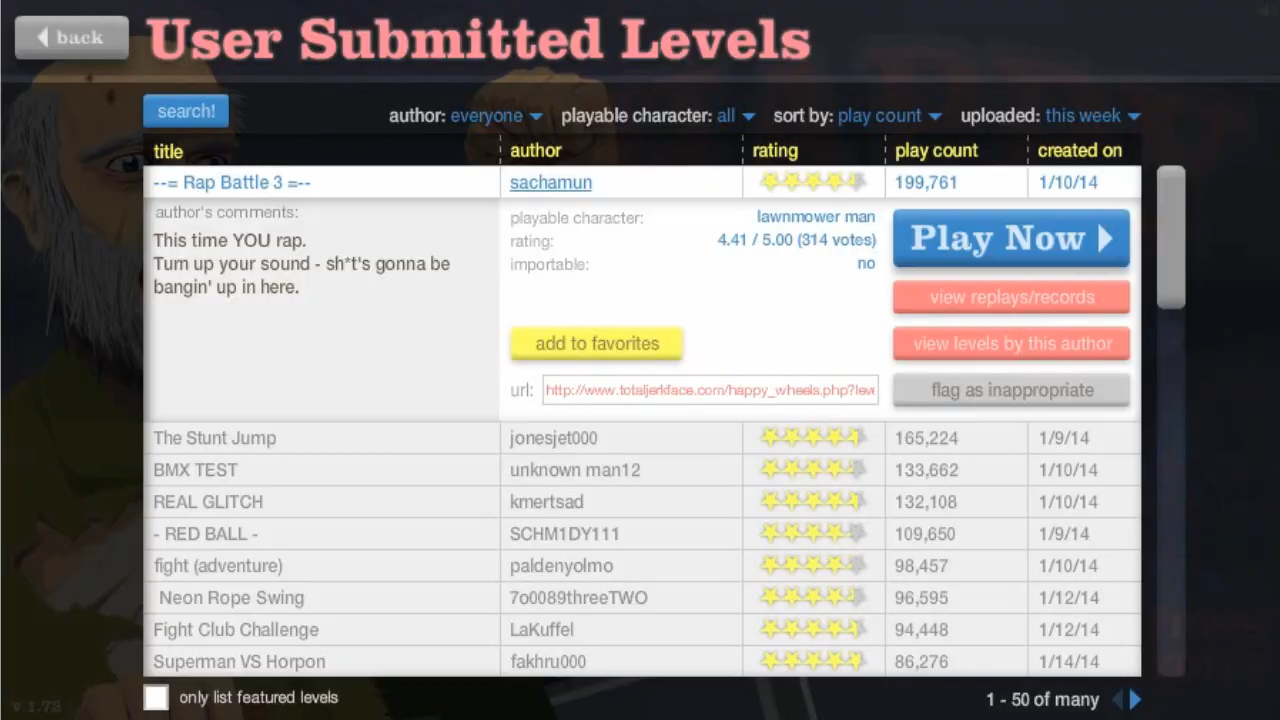 back
User Submitted Levels
search!
author: everyone playable character: all sort by: play count uploaded: this week
title author rating play count created on
--= Rap Battle 3 =-- sachamun 199,761 1/10/14
author's comments:
This time YOU rap.
Turn up your sound - sh*t's gonna be
bangin' up in here.
playable character: lawnmower man
rating: 4.41 / 5.00 (314 votes)
importable: no
add to favorites
url: http://www.totaljerkface.com/happy_wheels.php?leve
Play Now
view replays/records
view levels by this author
flag as inappropriate
The Stunt Jump jonesjet000 165,224 1/9/14
BMX TEST unknown man12 133,662 1/10/14
REAL GLITCH kmertsad 132,108 1/10/14
- RED BALL - SCHM1DY111 109,650 1/9/14
fight (adventure) paldenyolmo 98,457 1/10/14
Neon Rope Swing 7o0089threeTWO 96,595 1/12/14
Fight Club Challenge LaKuffel 94,448 1/12/14
Superman VS Horpon fakhru000 86,276 1/14/14
only list featured levels
1 - 50 of many
v 1.72